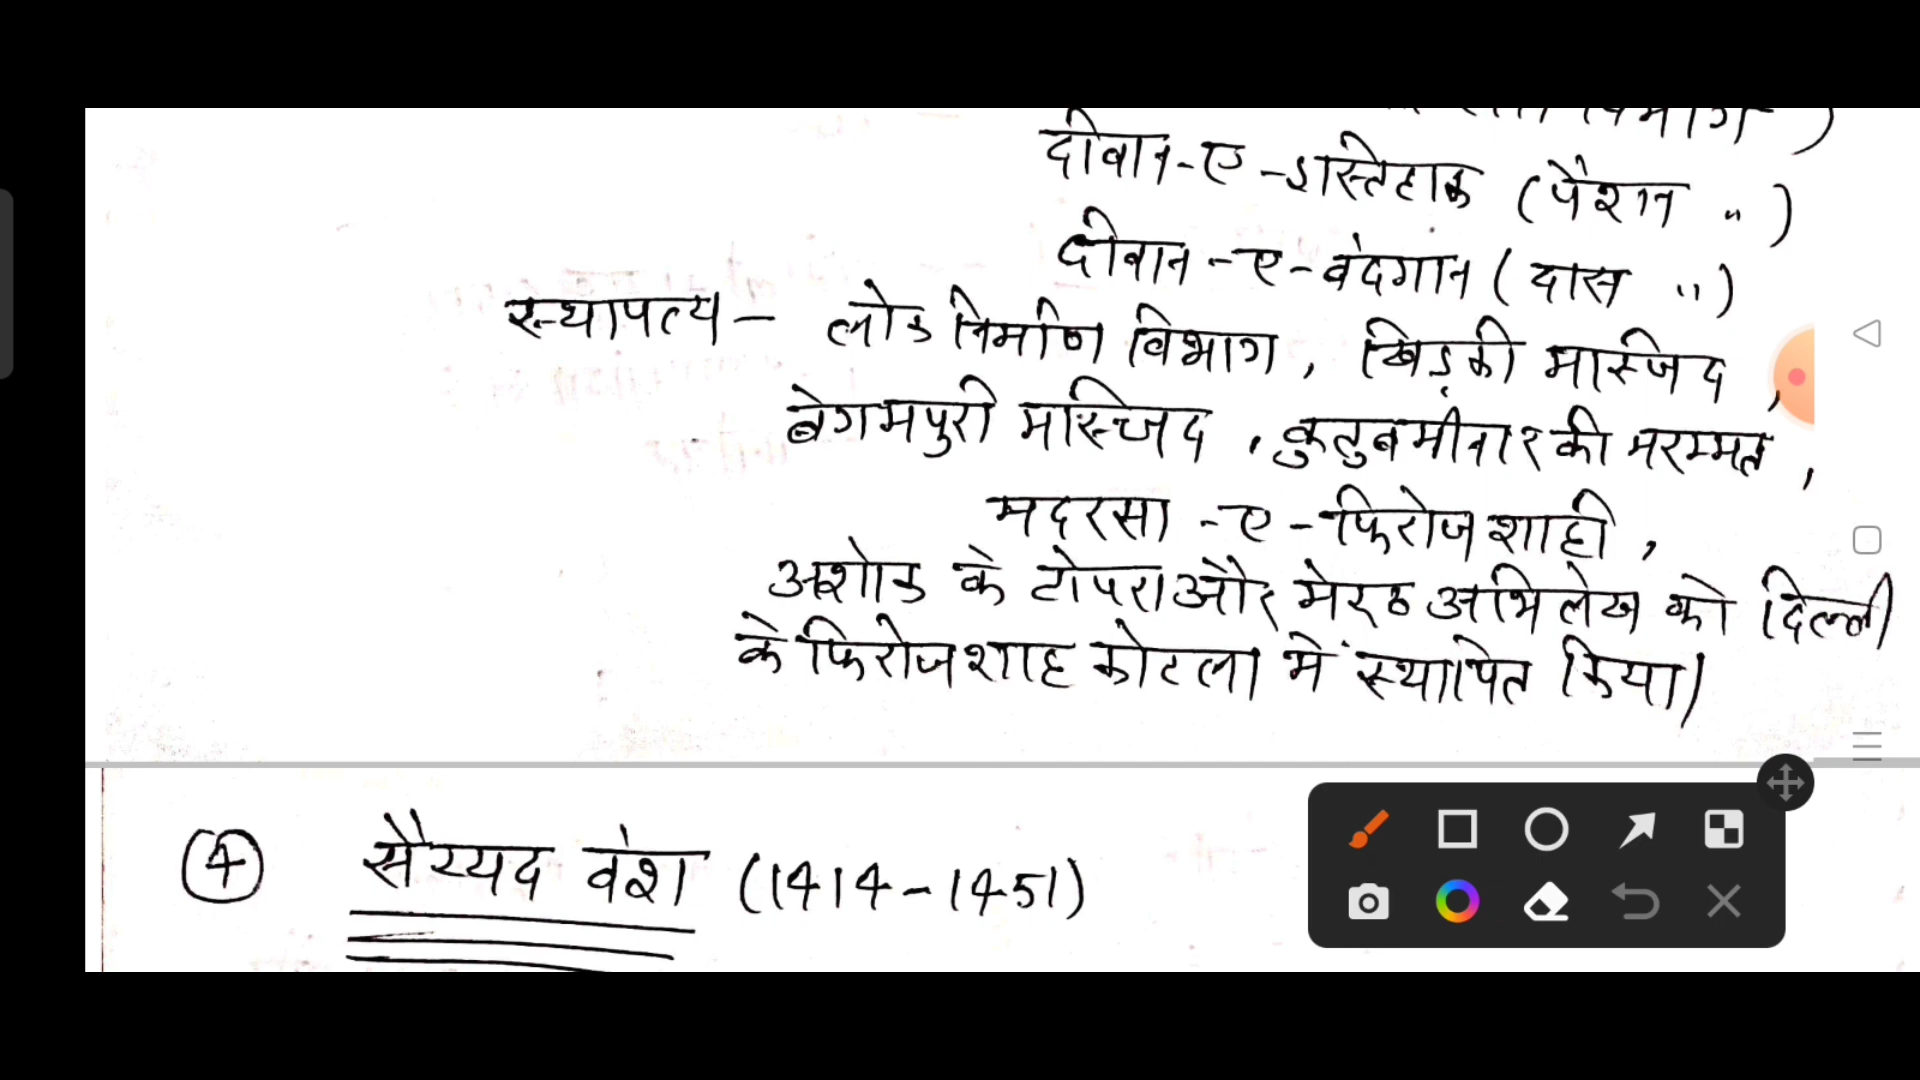 विभाग )
दीवान-ए-इास्तेहाक (पेंशन ")
दीवान-ए-बंदगान (दास ")
स्थापत्य - लोक निर्माण विभाग, खिड़की मस्जिद,
बेगमपुरी मस्जिद, कुतुबमीनार की मरम्मत,
मदरसा-ए-फिरोजशाही,
अशोक के टोपरा और मेरठ अभिलेख को दिल्ली
के फिरोजशाह कोटला में स्थापित किया।
④ सैय्यद वंश (1414-1451)